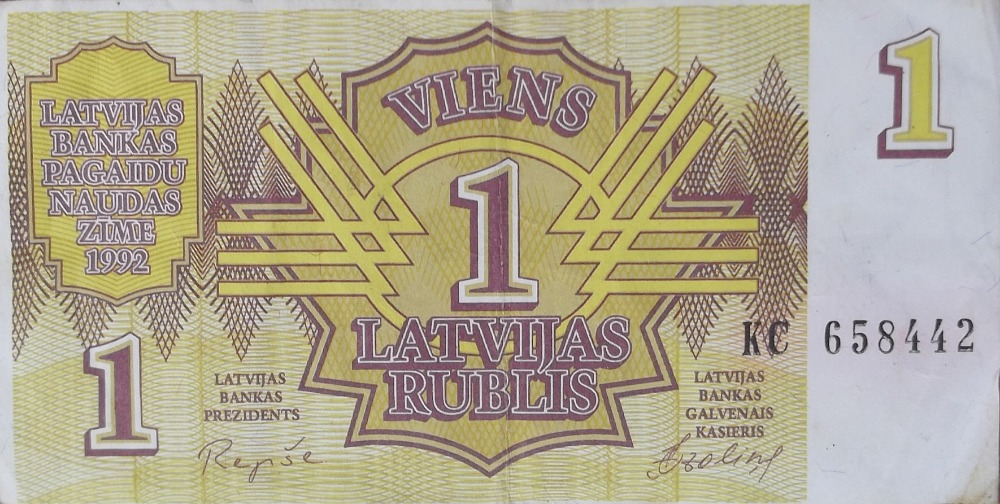 LATVIJAS
BANKAS
PAGAIDU
NAUDAS
ZĪME
1992
VIENS
1
LATVIJAS
RUBLIS
1
KC 658442
1
LATVIJAS
BANKAS
PREZIDENTS
Repše
LATVIJAS
BANKAS
GALVENAIS
KASIERIS